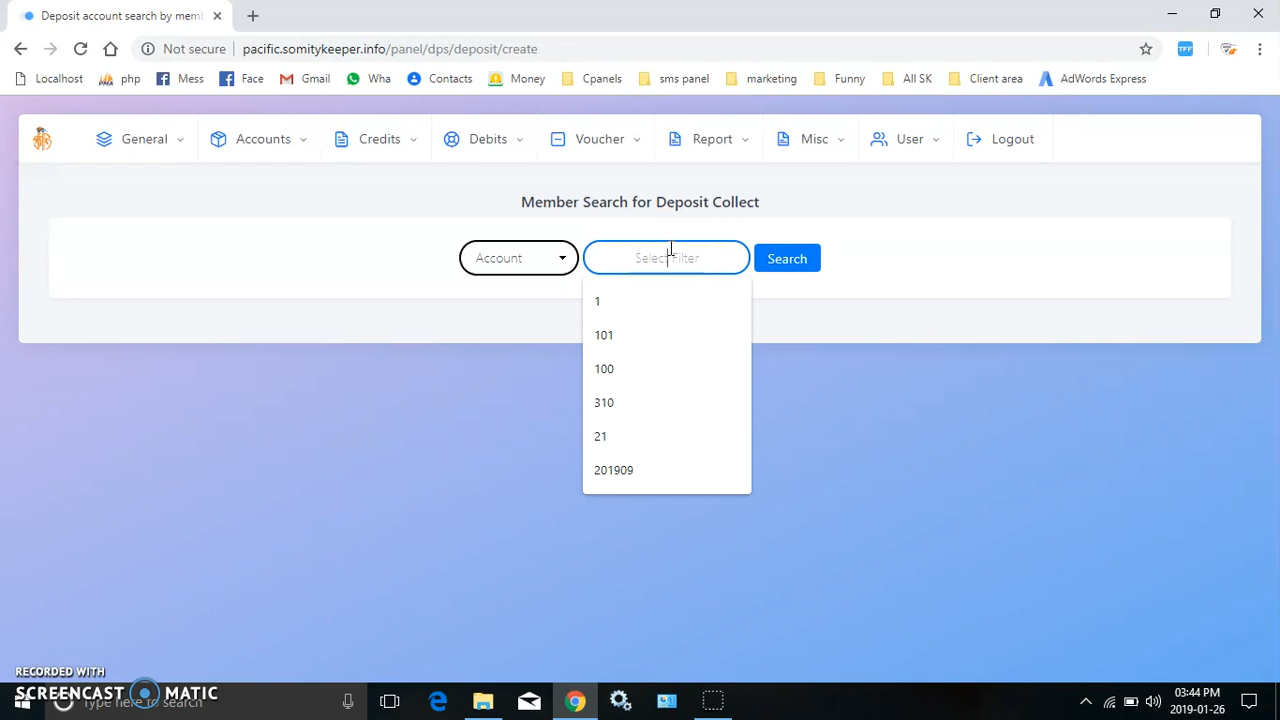 Deposit account search by mem
Not secure pacific.somitykeeper.info/panel/dps/deposit/create
TFF
Localhost php Mess Face Gmail Wha Contacts Money Cpanels sms panel marketing Funny All SK Client area AdWords Express
General Accounts Credits Debits Voucher Report Misc User Logout
Member Search for Deposit Collect
Account Select Filter Search
1
101
100
310
21
201909
RECORDED WITH
SCREENCAST MATIC
Type here to search
03:44 PM
2019-01-26